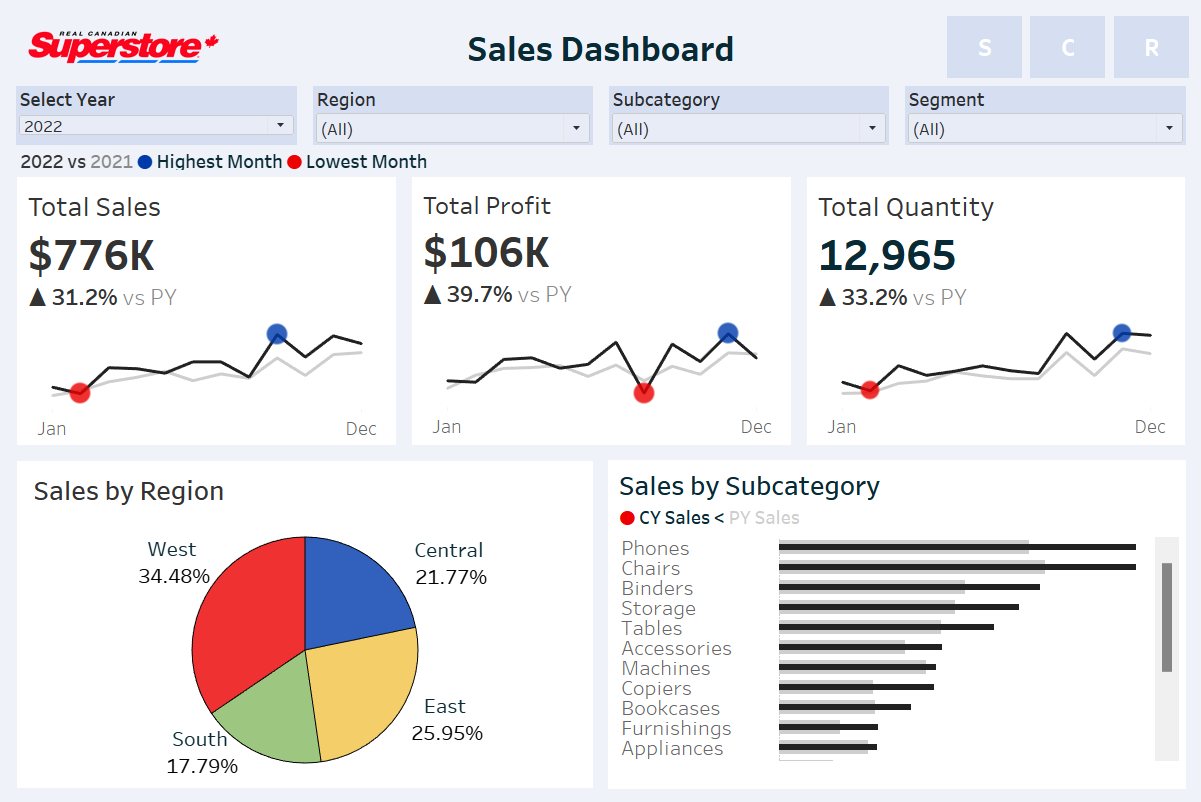 REAL CANADIAN
Superstore
Sales Dashboard
S
C
R
Select Year
2022
Region
(All)
Subcategory
(All)
Segment
(All)
2022 vs 2021 Highest Month Lowest Month
Total Sales
$776K
▲ 31.2% vs PY
Jan
Dec
Total Profit
$106K
▲ 39.7% vs PY
Jan
Dec
Total Quantity
12,965
▲ 33.2% vs PY
Jan
Dec
Sales by Region
West
34.48%
Central
21.77%
East
25.95%
South
17.79%
Sales by Subcategory
CY Sales < PY Sales
Phones
Chairs
Binders
Storage
Tables
Accessories
Machines
Copiers
Bookcases
Furnishings
Appliances